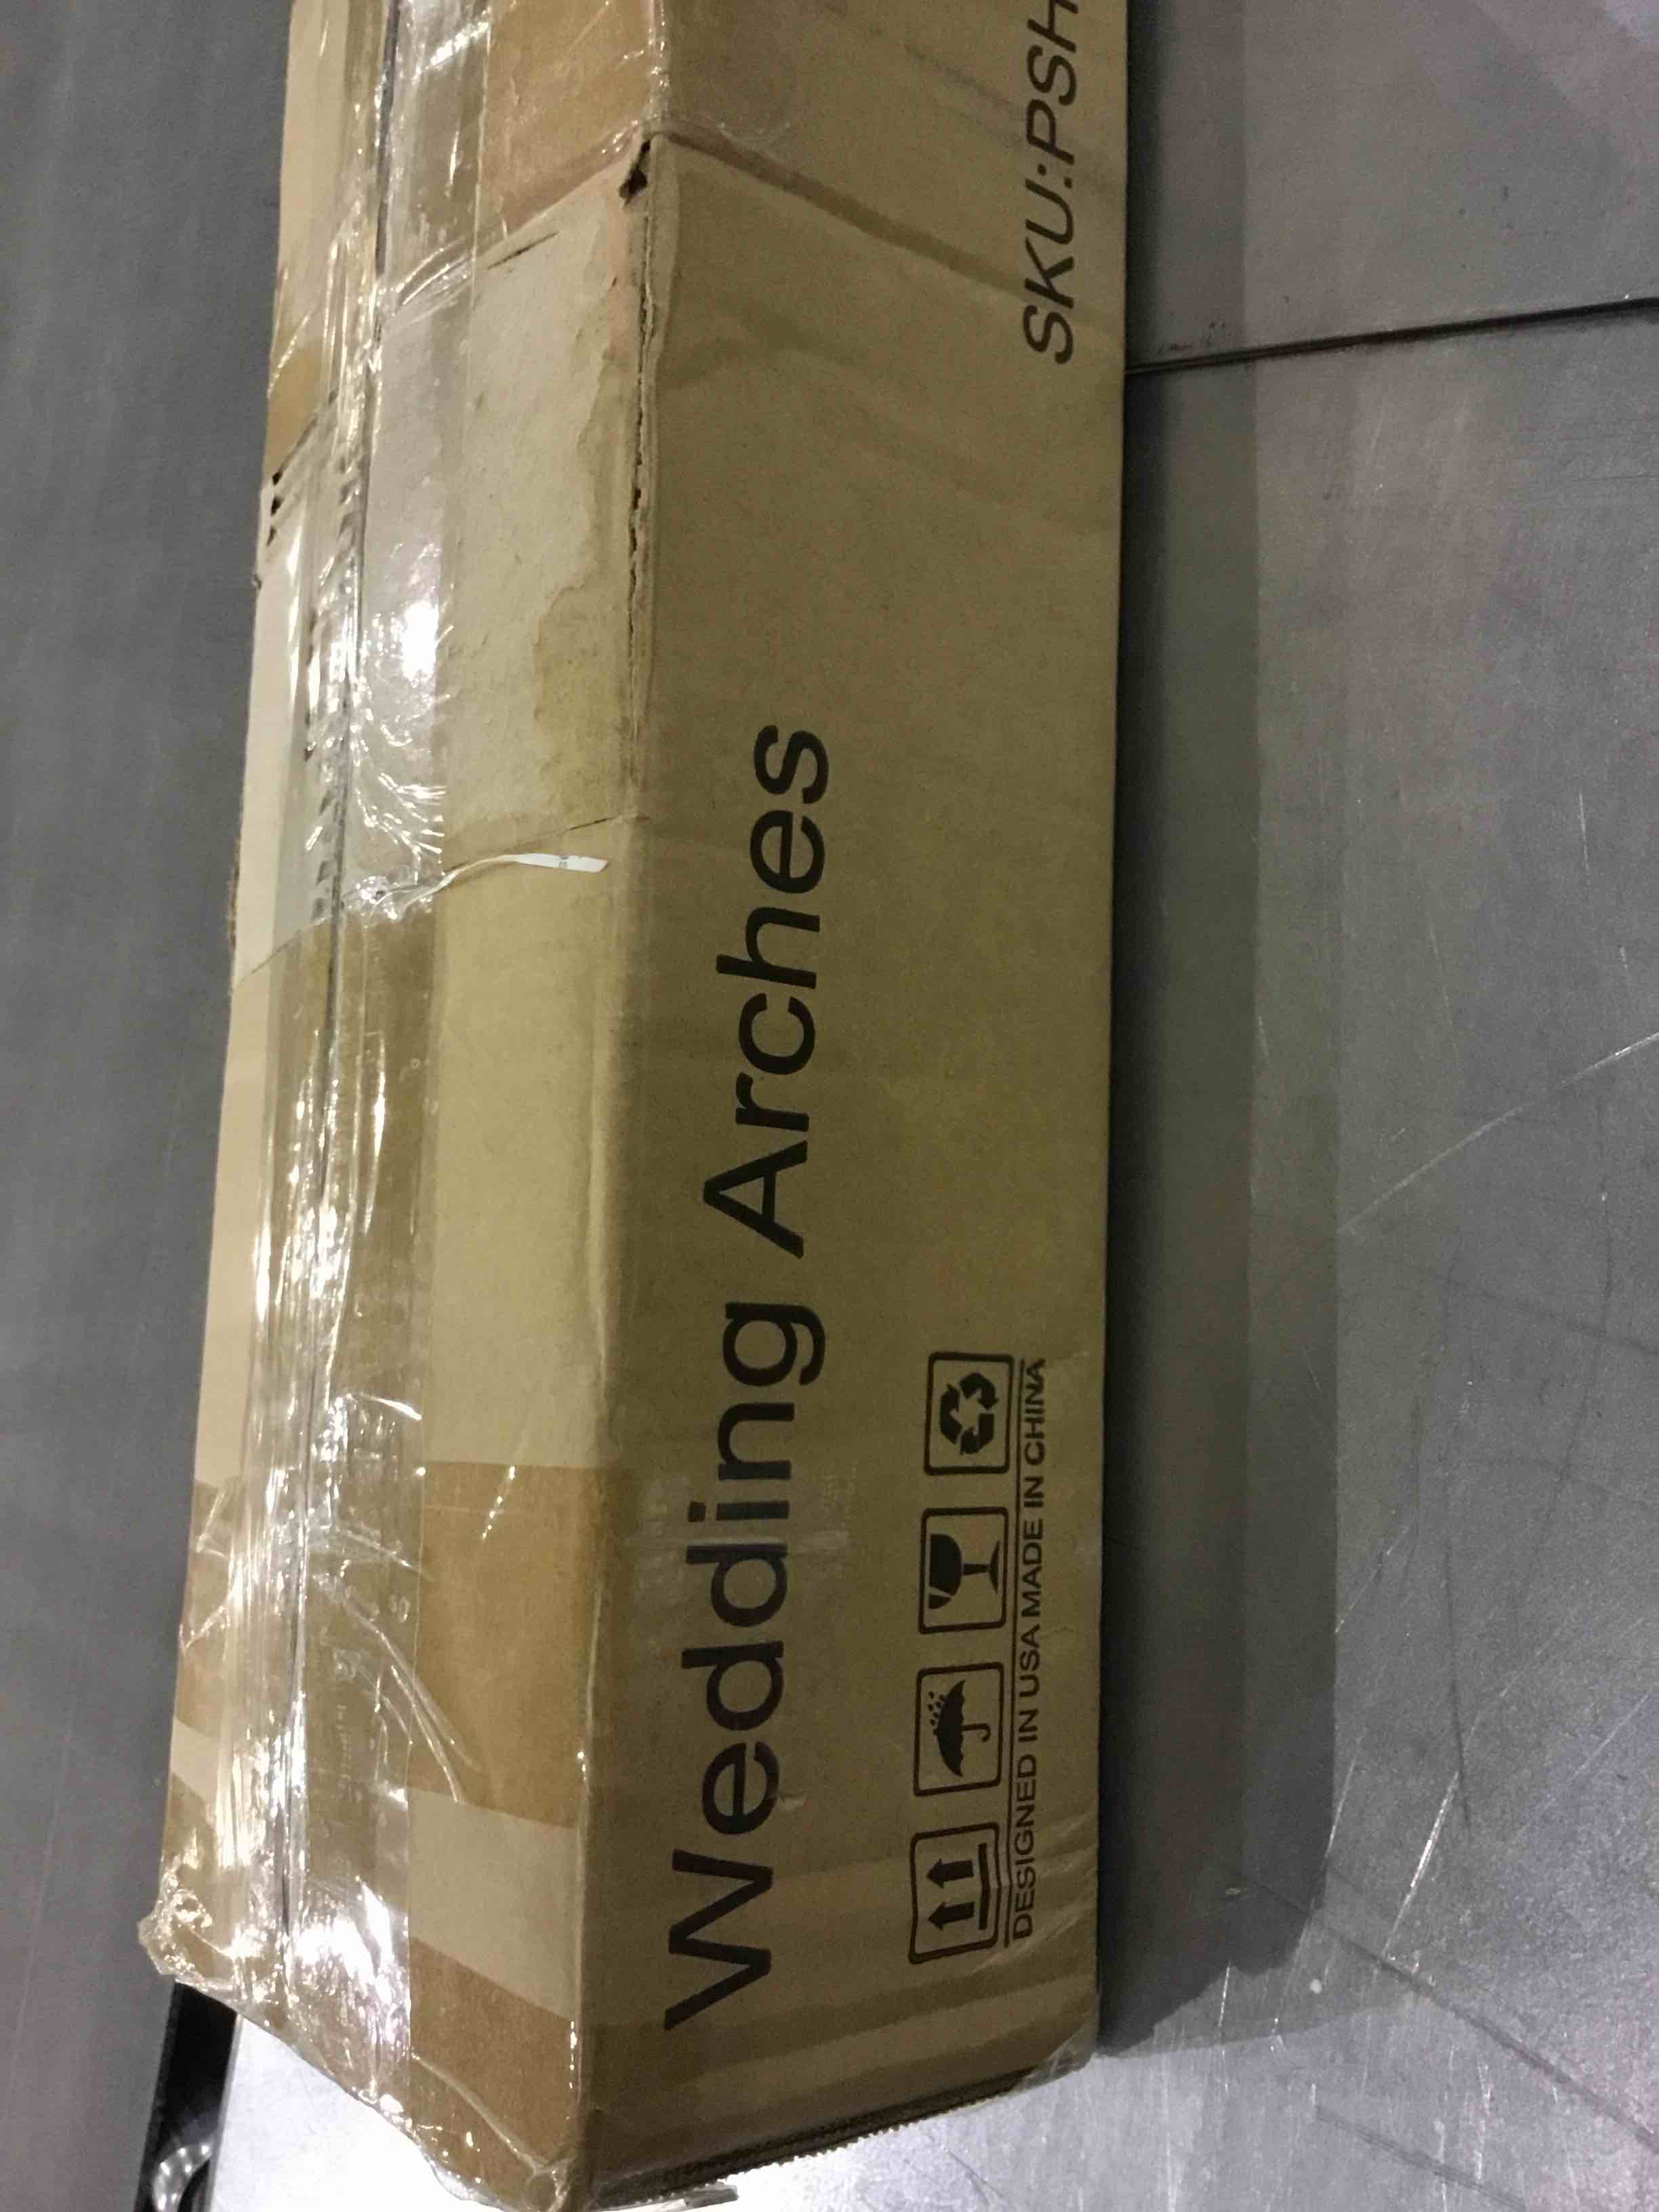 Wedding Arches
SKU:PSH
DESIGNED IN USA MADE IN CHINA